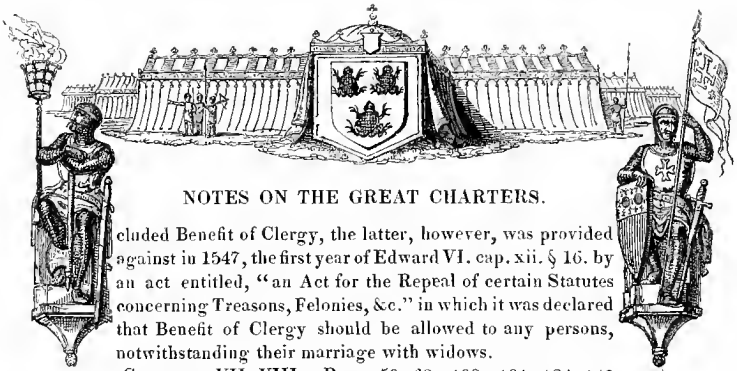 NOTES ON THE GREAT CHARTERS.
cluded Benefit of Clergy, the latter, however, was provided
against in 1547, the first year of Edward VI. cap. xii. § 16. by
an act entitled, “an Act for the Repeal of certain Statutes
concerning Treasons, Felonies, &c.” in which it was declared
that Benefit of Clergy should be allowed to any persons,
notwithstanding their marriage with widows.